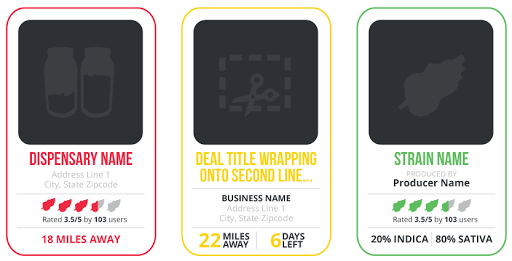 DISPENSARY NAME
Address Line 1
City, State Zipcode
Rated 3.5/5 by 103 users
18 MILES AWAY
DEAL TITLE WRAPPING
ONTO SECOND LINE...
BUSINESS NAME
Address Line 1
City, State Zipcode
22 MILES AWAY
6 DAYS LEFT
STRAIN NAME
PRODUCED BY
Producer Name
Rated 3.5/5 by 103 users
20% INDICA
80% SATIVA